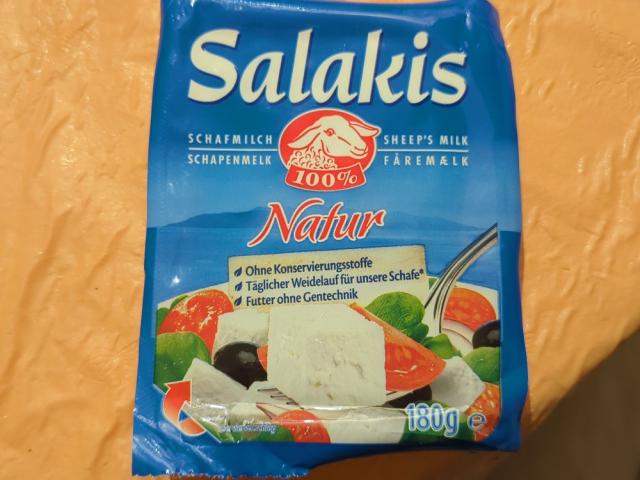 Salakis
SCHAFMILCH
SHEEP'S MILK
SCHAPENMELK
FÅREMÆLK
100%
Natur
Ohne Konservierungsstoffe
Täglicher Weidelauf für unsere Schafe*
Futter ohne Gentechnik
180g e